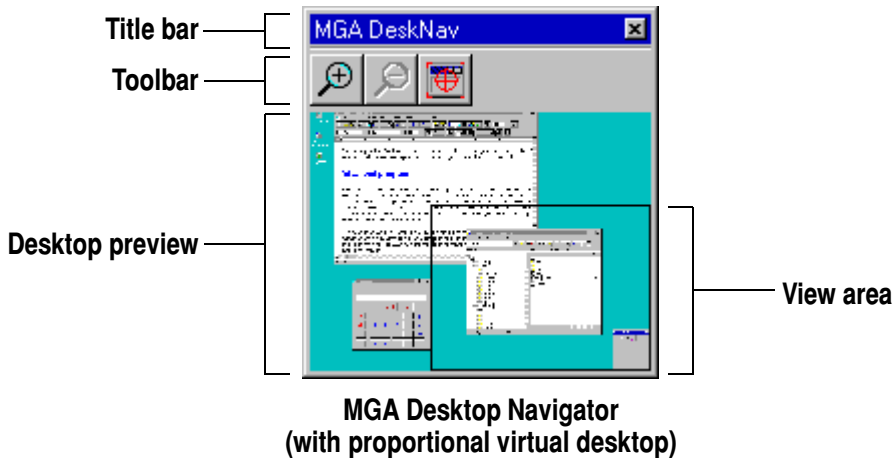 Title bar
MGA DeskNav
Toolbar
Desktop preview
View area
MGA Desktop Navigator
(with proportional virtual desktop)